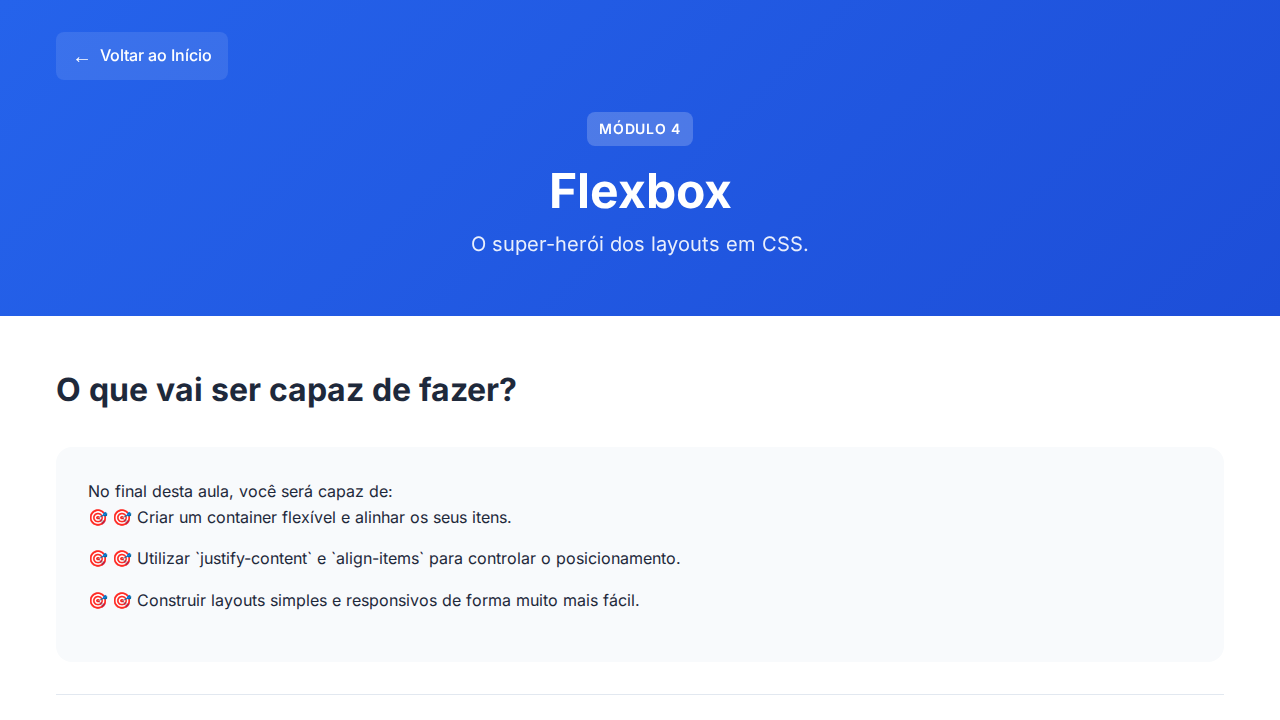 ← Voltar ao Início
MÓDULO 4
Flexbox
O super-herói dos layouts em CSS.
O que vai ser capaz de fazer?
No final desta aula, você será capaz de:
🎯 🎯 Criar um container flexível e alinhar os seus itens.
🎯 🎯 Utilizar `justify-content` e `align-items` para controlar o posicionamento.
🎯 🎯 Construir layouts simples e responsivos de forma muito mais fácil.